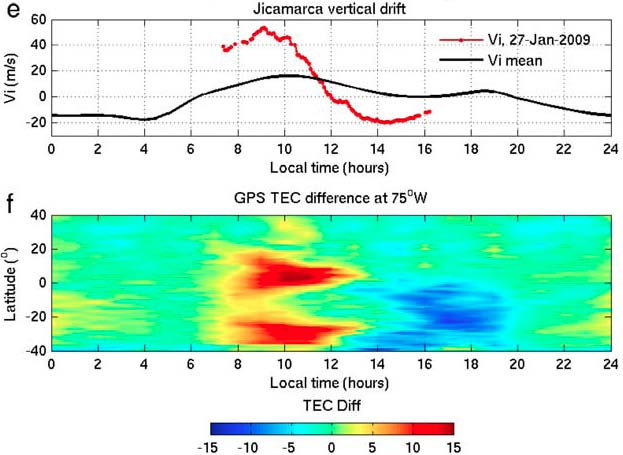 e
Jicamarca vertical drift
60
40
20
0
-20
Vi (m/s)
Vi, 27-Jan-2009
Vi mean
0 2 4 6 8 10 12 14 16 18 20 22 24
Local time (hours)
f
GPS TEC difference at 75°W
40
20
0
-20
-40
Latitude (°)
0 2 4 6 8 10 12 14 16 18 20 22 24
Local time (hours)
TEC Diff
-15 -10 -5 0 5 10 15